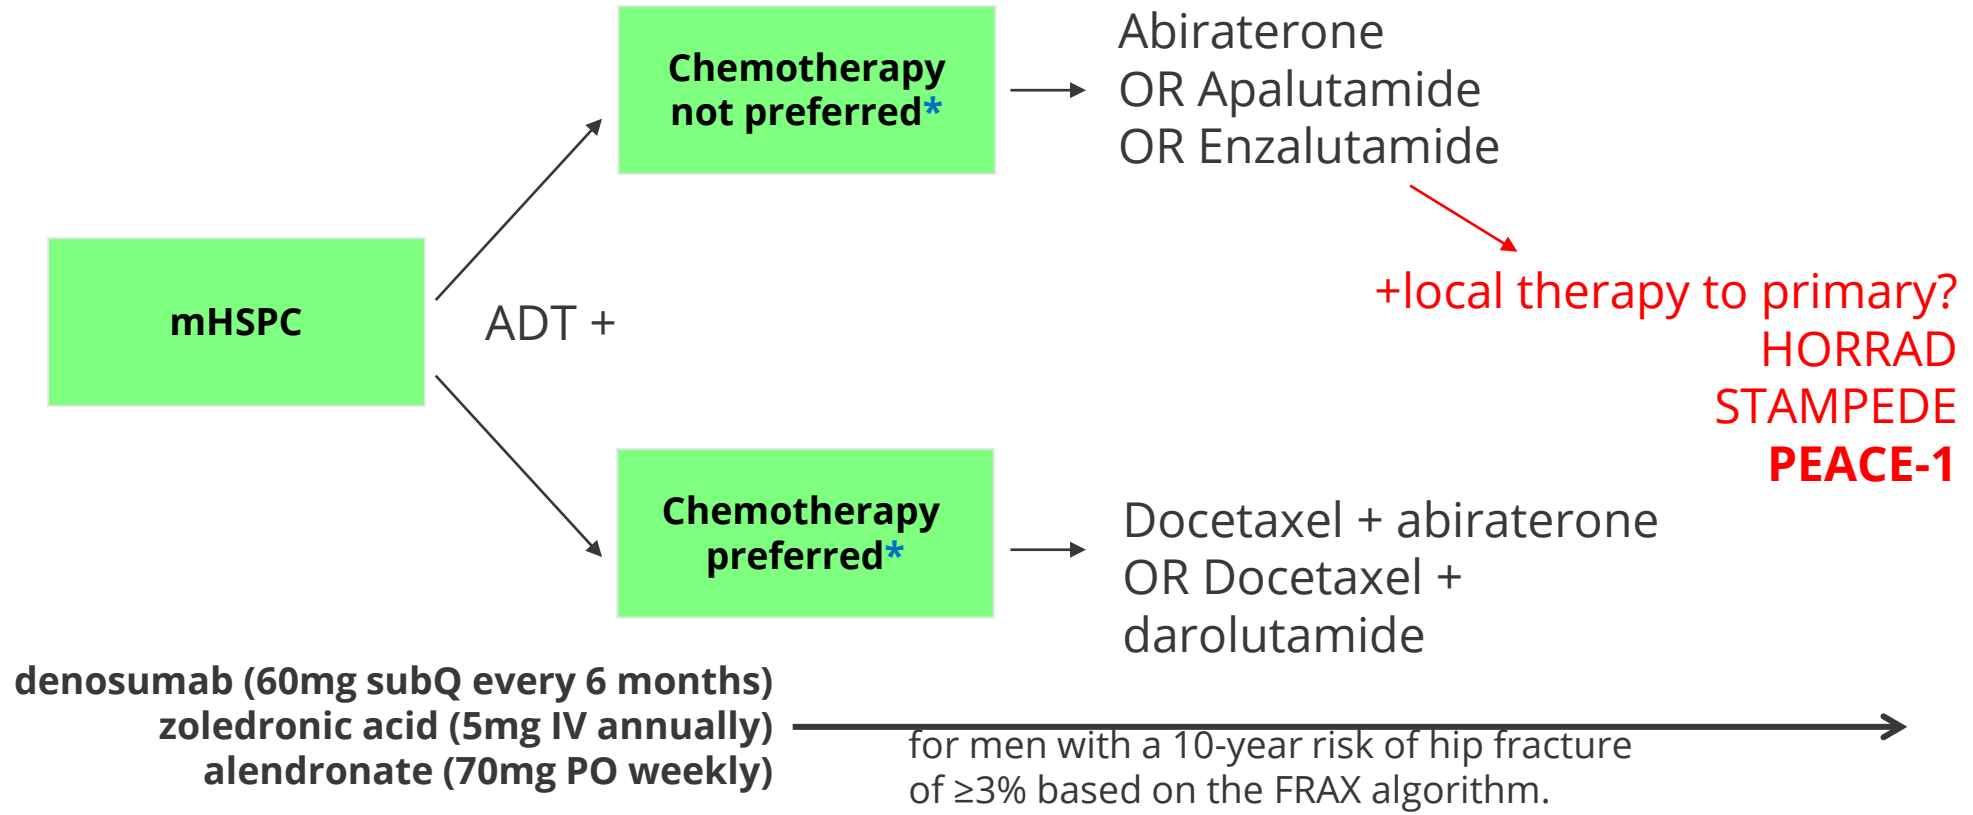 Chemotherapy
not preferred*
Abiraterone
OR Apalutamide
OR Enzalutamide
mHSPC
ADT +
+local therapy to primary?
HORRAD
STAMPEDE
PEACE-1
Chemotherapy
preferred*
Docetaxel + abiraterone
OR Docetaxel +
darolutamide
denosumab (60mg subQ every 6 months)
zoledronic acid (5mg IV annually)
alendronate (70mg PO weekly)
for men with a 10-year risk of hip fracture
of ≥3% based on the FRAX algorithm.